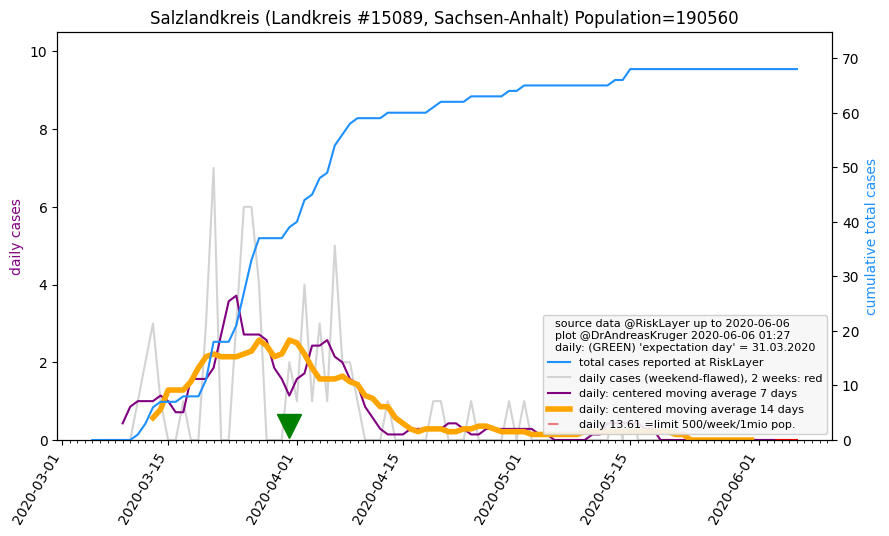 Salzlandkreis (Landkreis #15089, Sachsen-Anhalt) Population=190560
daily cases
10
8
6
4
2
0
cumulative total cases
70
60
50
40
30
20
10
0
source data @RiskLayer up to 2020-06-06
plot @DrAndreasKruger 2020-06-06 01:27
daily: (GREEN) 'expectation day' = 31.03.2020
total cases reported at RiskLayer
daily cases (weekend-flawed), 2 weeks: red
daily: centered moving average 7 days
daily: centered moving average 14 days
daily 13.61 =limit 500/week/1mio pop.
2020-03-01
2020-03-15
2020-04-01
2020-04-15
2020-05-01
2020-05-15
2020-06-01